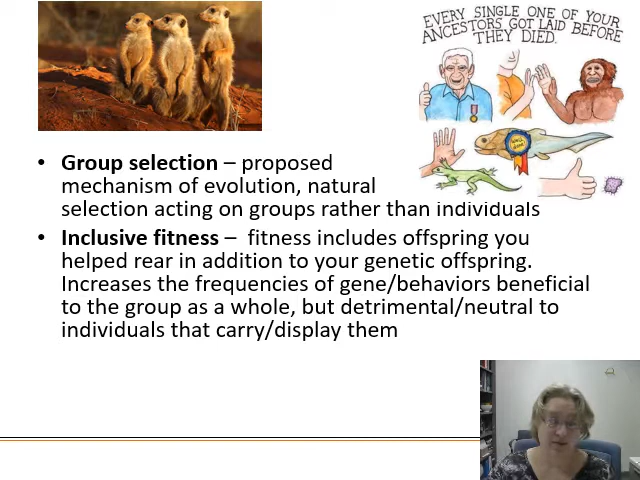 EVERY SINGLE ONE OF YOUR
ANCESTORS GOT LAID BEFORE
THEY DIED.
• Group selection – proposed
mechanism of evolution, natural
selection acting on groups rather than individuals
• Inclusive fitness – fitness includes offspring you
helped rear in addition to your genetic offspring.
Increases the frequencies of gene/behaviors beneficial
to the group as a whole, but detrimental/neutral to
individuals that carry/display them